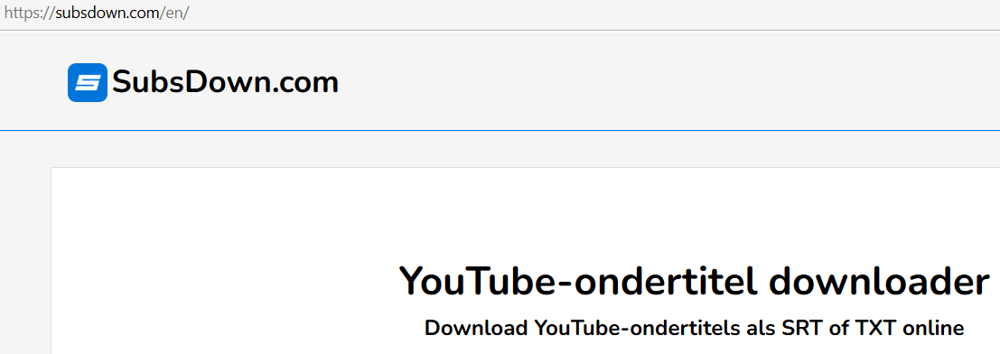 https://subsdown.com/en/
SubsDown.com
YouTube-ondertitel downloader
Download YouTube-ondertitels als SRT of TXT online